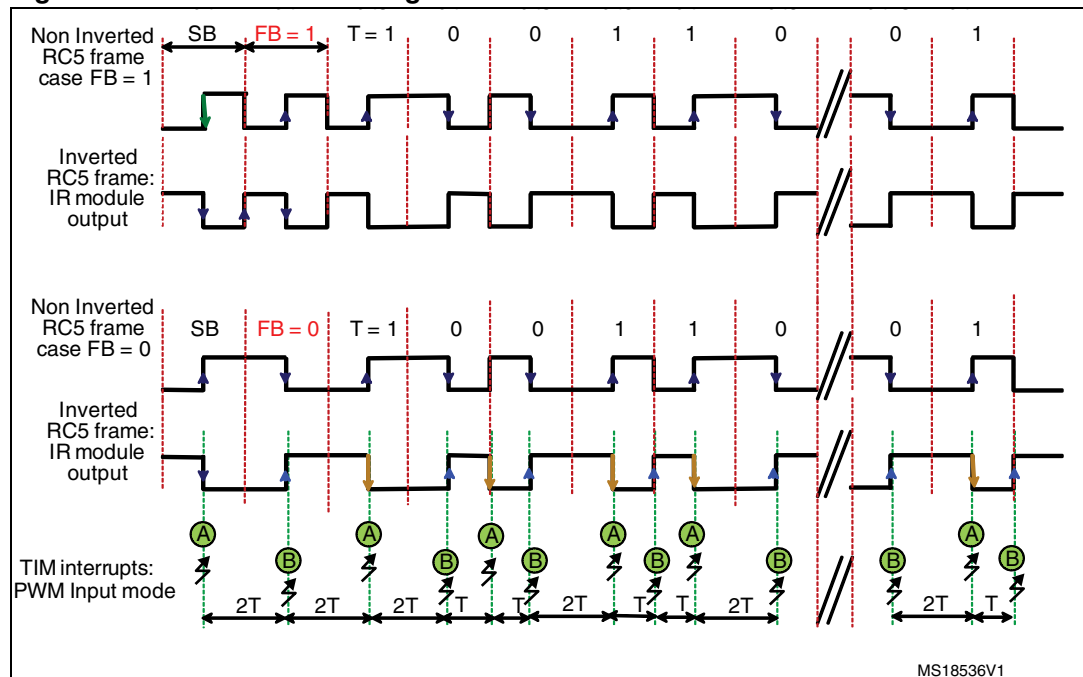 Non Inverted
RC5 frame
case FB = 1
SB FB = 1 T = 1 0 0 1 1 0 0 1
Inverted
RC5 frame:
IR module
output
Non Inverted
RC5 frame
case FB = 0
SB FB = 0 T = 1 0 0 1 1 0 0 1
Inverted
RC5 frame:
IR module
output
A A A A A
B B B B B B B
TIM interrupts:
PWM Input mode
2T 2T 2T T T 2T T T 2T 2T T
MS18536V1